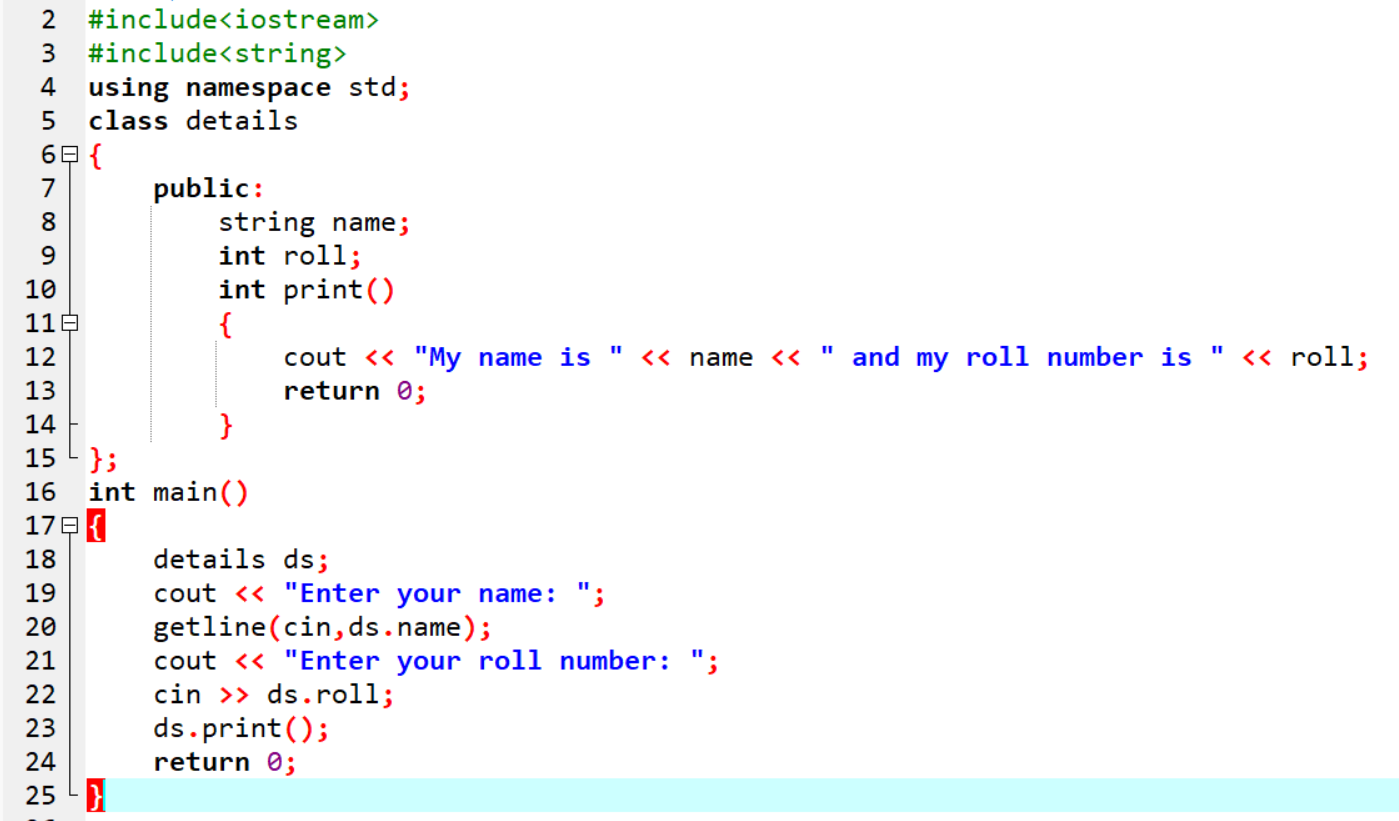 2 #include<iostream>
3 #include<string>
4 using namespace std;
5 class details
6 {
7 public:
8 string name;
9 int roll;
10 int print()
11 {
12 cout << "My name is " << name << " and my roll number is " << roll;
13 return 0;
14 }
15 };
16 int main()
17 {
18 details ds;
19 cout << "Enter your name: ";
20 getline(cin,ds.name);
21 cout << "Enter your roll number: ";
22 cin >> ds.roll;
23 ds.print();
24 return 0;
25 }